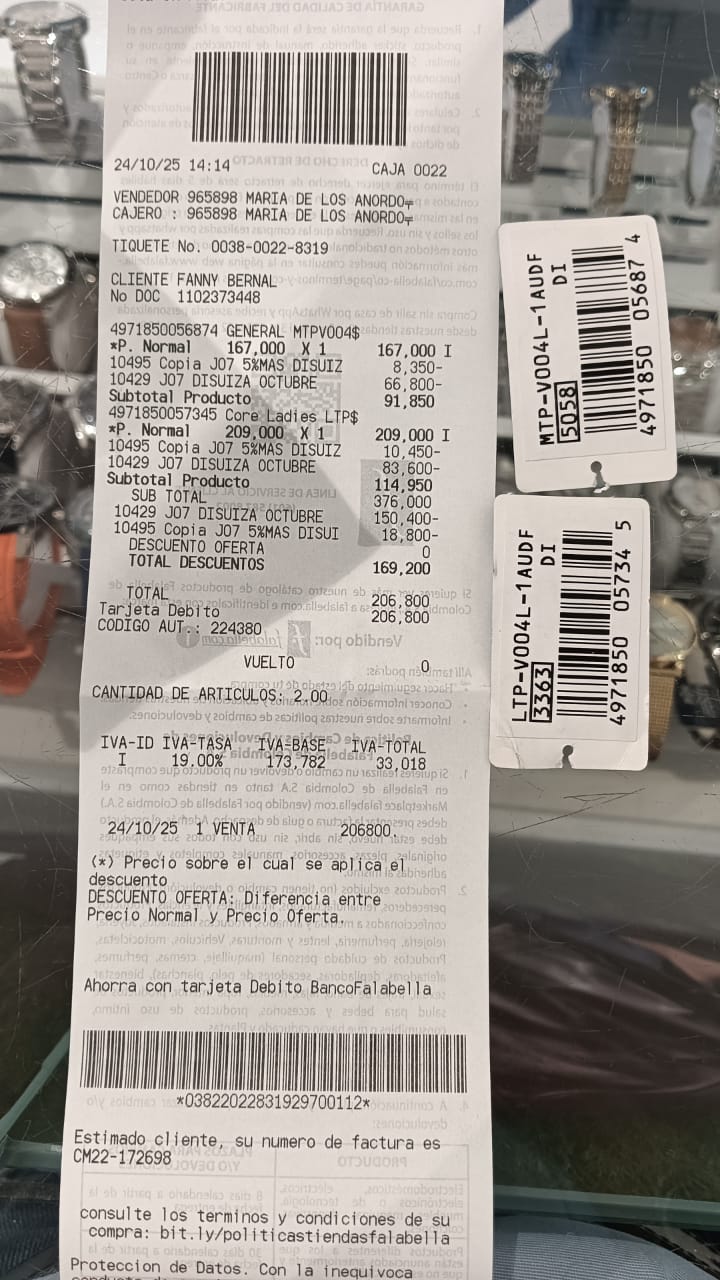 24/10/25 14:14 CAJA 0022
VENDEDOR 965898 MARIA DE LOS ANORDO
CAJERO : 965898 MARIA DE LOS ANORDO
TIQUETE No. 0038-0022-8319
CLIENTE FANNY BERNAL
No DOC 1102373448
4971850056874 GENERAL MTPV004$
*P. Normal 167,000 X 1 167,000 I
10495 Copia J07 5%MAS DISUIZ 8,350-
10429 J07 DISUIZA OCTUBRE 66,800-
Subtotal Producto 91,850
4971850057345 Core Ladies LTP$
*P. Normal 209,000 X 1 209,000 I
10495 Copia J07 5%MAS DISUIZ 10,450-
10429 J07 DISUIZA OCTUBRE 83,600-
Subtotal Producto 114,950
SUB TOTAL 376,000
10429 J07 DISUIZA OCTUBRE 150,400-
10495 Copia J07 5%MAS DISUI 18,800-
DESCUENTO OFERTA 0
TOTAL DESCUENTOS 169,200
TOTAL 206,800
Tarjeta Debito 206,800
CODIGO AUT.: 224380
VUELTO 0
CANTIDAD DE ARTICULOS: 2.00
IVA-ID IVA-TASA IVA-BASE IVA-TOTAL
I 19.00% 173,782 33,018
24/10/25 1 VENTA 206800.
(*) Precio sobre el cual se aplica el
descuento
DESCUENTO OFERTA: Diferencia entre
Precio Normal y Precio Oferta.
Ahorra con tarjeta Debito BancoFalabella
*03822022831929700112*
Estimado cliente, su numero de factura es
CM22-172698
consulte los terminos y condiciones de su
compra: bit.ly/politicastiendasfalabella
Proteccion de Datos. Con la inequivoca
MTP-V004L-1AUDF
DI
5058
4971850 05687 4
LTP-V004L-1AUDF
DI
3363
4971850 05734 5